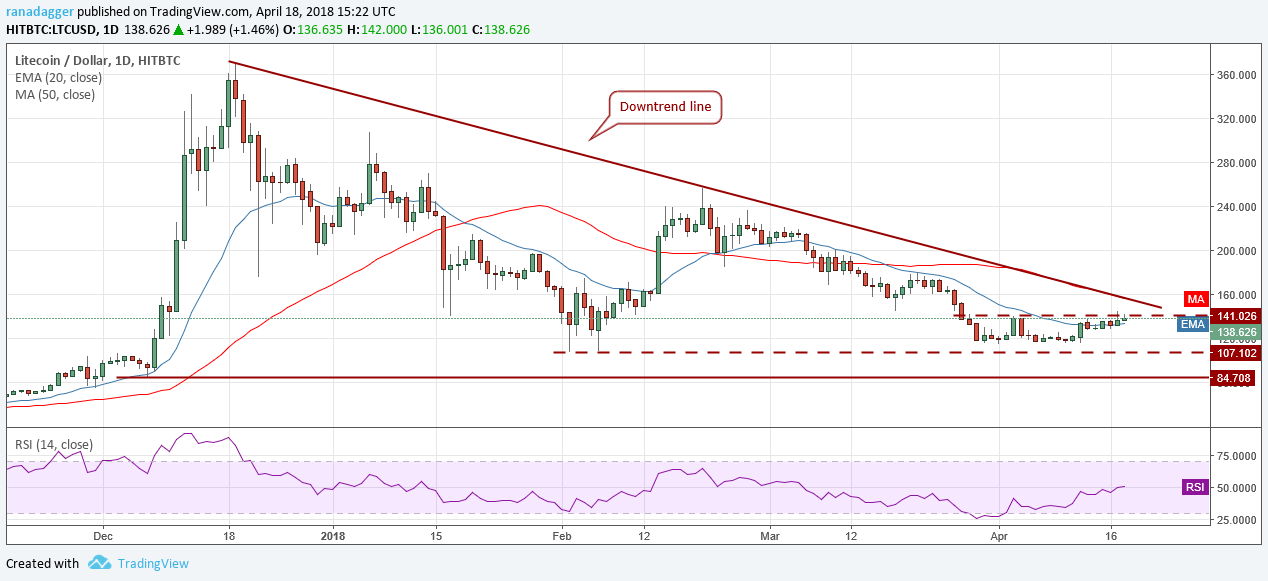 ranadagger published on TradingView.com, April 18, 2018 15:22 UTC
HITBTC:LTCUSD, 1D 138.626 ▲ +1.989 (+1.46%) O:136.635 H:142.000 L:136.001 C:138.626
Litecoin / Dollar, 1D, HITBTC
EMA (20, close)
MA (50, close)
Downtrend line
360.000
320.000
280.000
240.000
200.000
160.000
MA
141.026
EMA
138.626
107.102
84.708
RSI (14, close)
75.0000
RSI
50.0000
25.0000
Dec 18 2018 15 Feb 12 Mar 12 Apr 16
Created with TradingView